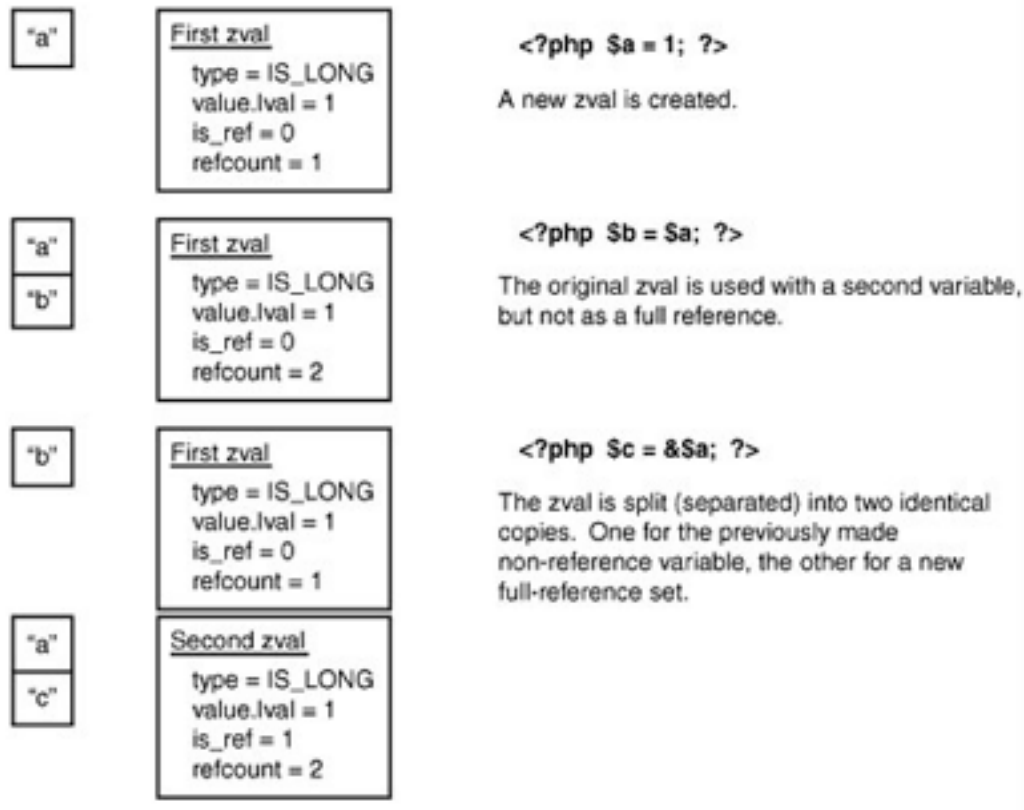 "a"
First zval
type = IS_LONG
value.lval = 1
is_ref = 0
refcount = 1
<?php $a = 1; ?>
A new zval is created.
"a"
"b"
First zval
type = IS_LONG
value.lval = 1
is_ref = 0
refcount = 2
<?php $b = $a; ?>
The original zval is used with a second variable,
but not as a full reference.
"b"
First zval
type = IS_LONG
value.lval = 1
is_ref = 0
refcount = 1
<?php $c = &$a; ?>
The zval is split (separated) into two identical
copies. One for the previously made
non-reference variable, the other for a new
full-reference set.
"a"
"c"
Second zval
type = IS_LONG
value.lval = 1
is_ref = 1
refcount = 2